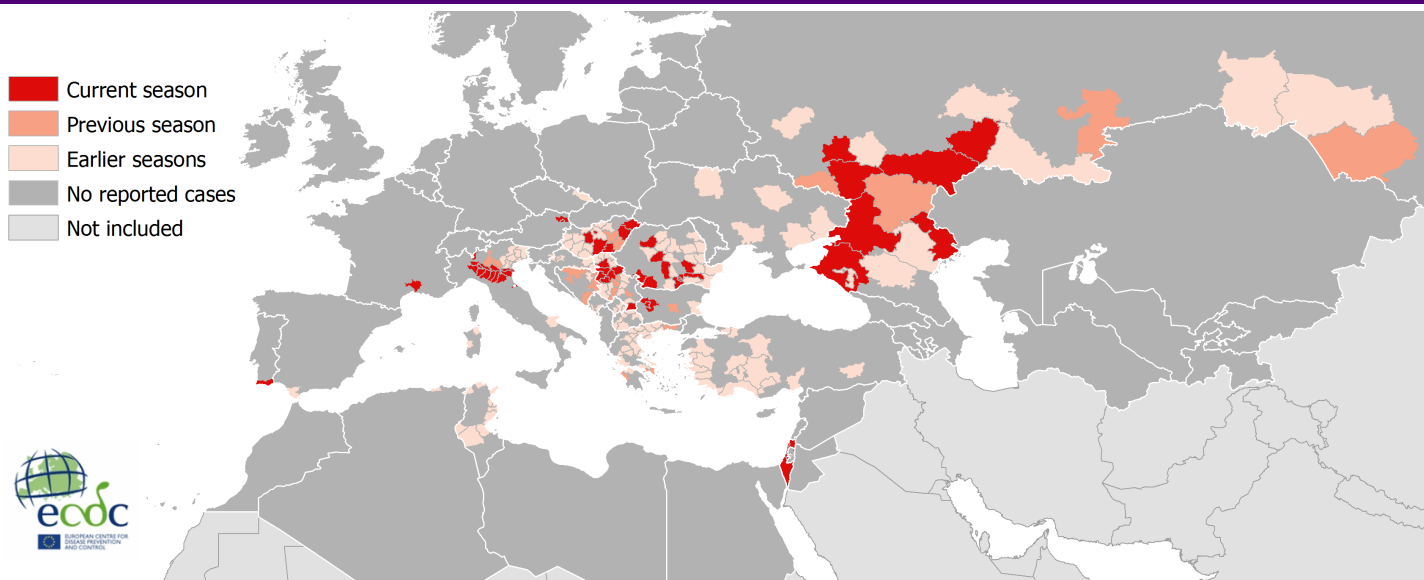 Current season
Previous season
Earlier seasons
No reported cases
Not included
ecdc
EUROPEAN CENTRE FOR
DISEASE PREVENTION
AND CONTROL